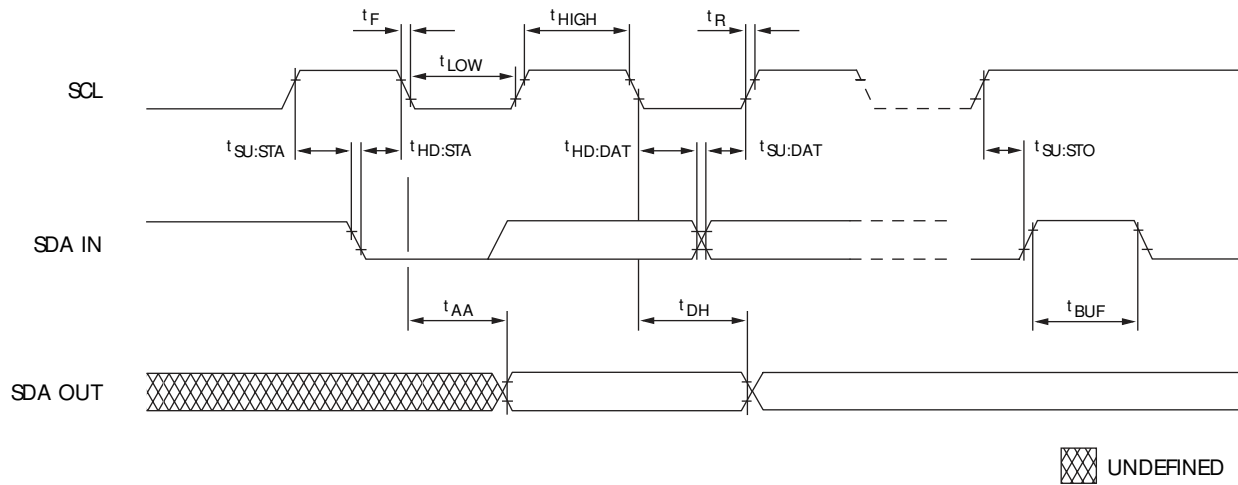 tF
tHIGH
tR
tLOW
SCL
tSU:STA
tHD:STA
tHD:DAT
tSU:DAT
tSU:STO
SDA IN
tAA
tDH
tBUF
SDA OUT
UNDEFINED